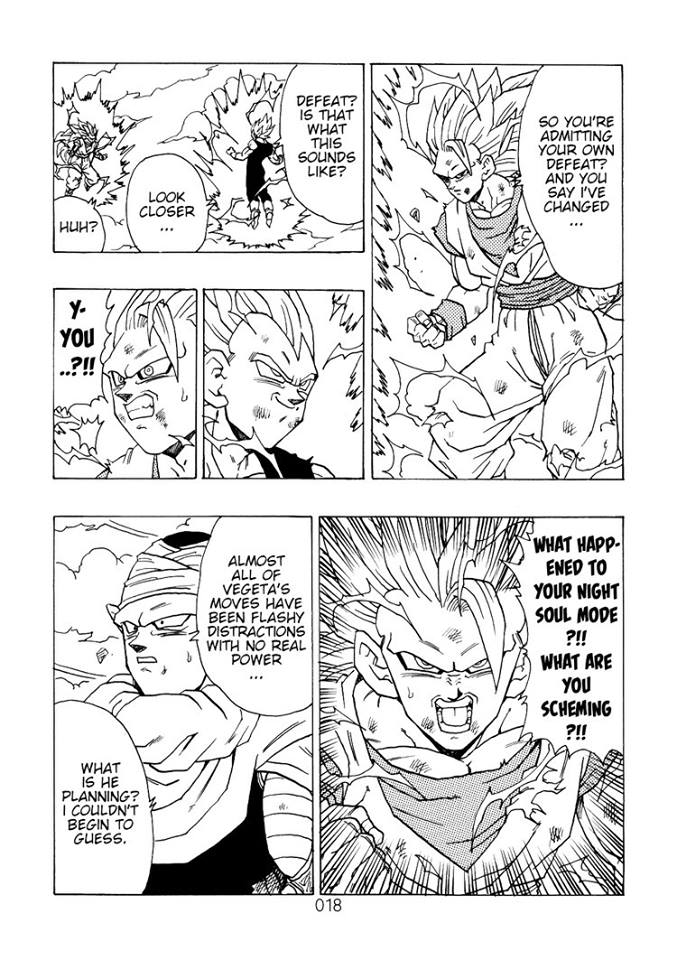 SO YOU'RE
ADMITTING
YOUR OWN
DEFEAT?
AND YOU
SAY I'VE
CHANGED
...
DEFEAT?
IS THAT
WHAT
THIS
SOUNDS
LIKE?
LOOK
CLOSER
...
HUH?
Y-
YOU
..?!!
WHAT HAPP-
ENED TO
YOUR NIGHT
SOUL MODE
?!!
WHAT ARE
YOU
SCHEMING
?!!
ALMOST
ALL OF
VEGETA'S
MOVES HAVE
BEEN FLASHY
DISTRACTIONS
WITH NO REAL
POWER
...
WHAT
IS HE
PLANNING?
I COULDN'T
BEGIN TO
GUESS.
018